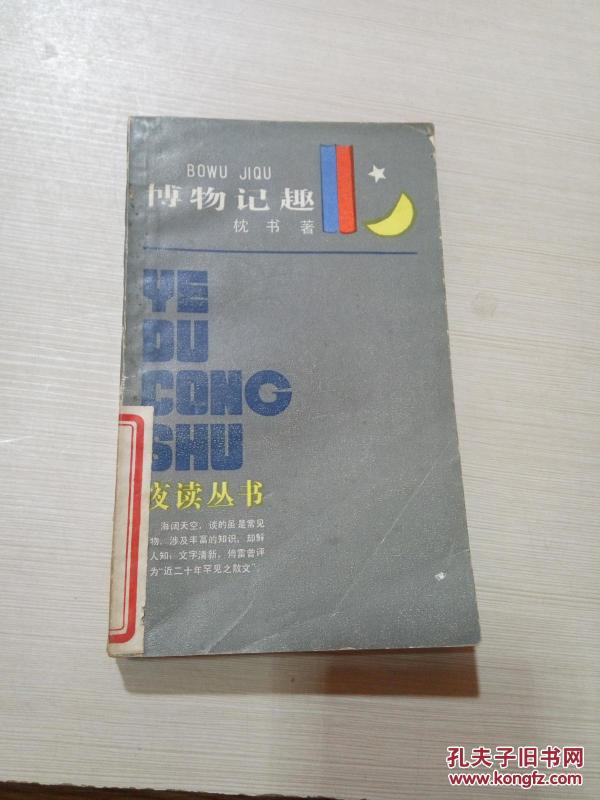 BOWU JIQU
博物记趣
枕书著
YE
DU
CONG
SHU
夜读丛书
海阔天空，谈的虽是常见
物，涉及丰富的知识，却鲜
人知；文字清新，傅雷曾评
为“近二十年罕见之散文”。
孔夫子旧书网
www.kongfz.com